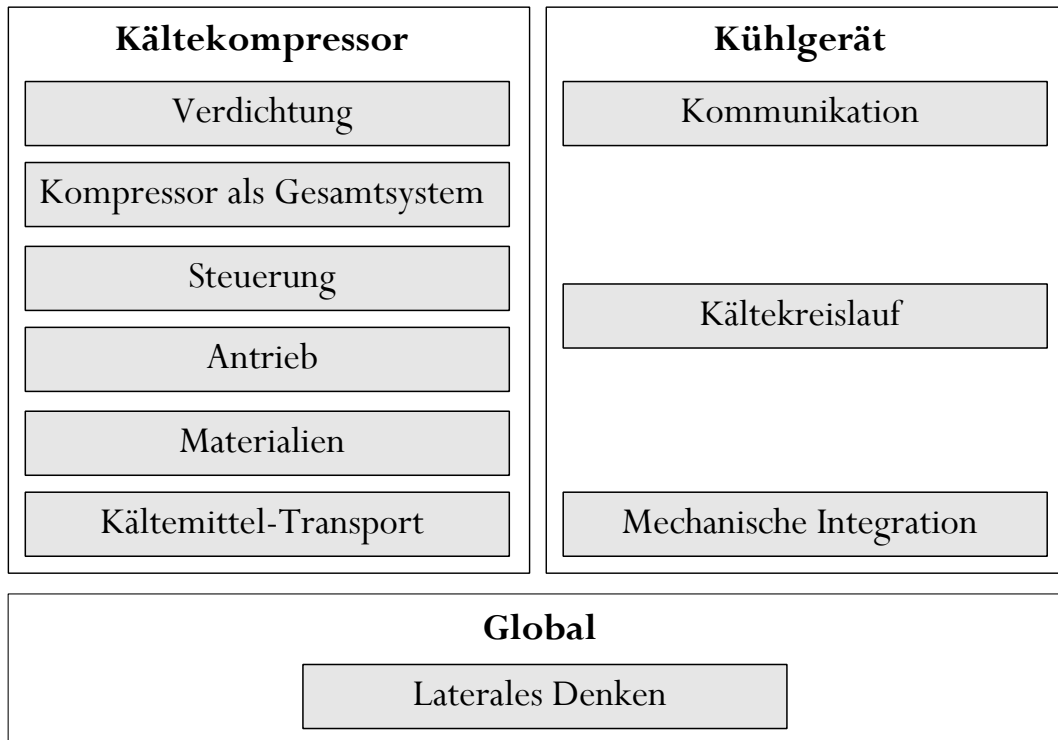 Kältekompressor
Verdichtung
Kompressor als Gesamtsystem
Steuerung
Antrieb
Materialien
Kältemittel-Transport
Kühlgerät
Kommunikation
Kältekreislauf
Mechanische Integration
Global
Laterales Denken